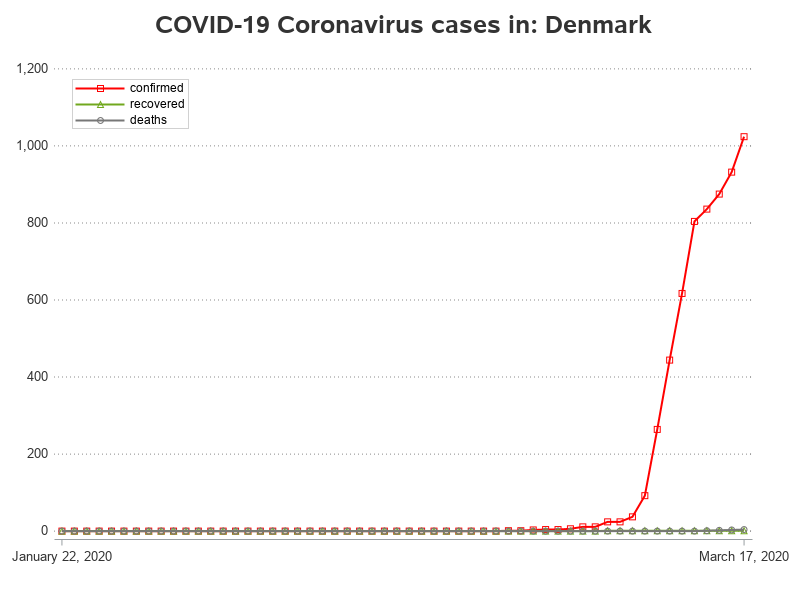 COVID-19 Coronavirus cases in: Denmark
1,200
confirmed
recovered
deaths
1,000
800
600
400
200
0
January 22, 2020
March 17, 2020